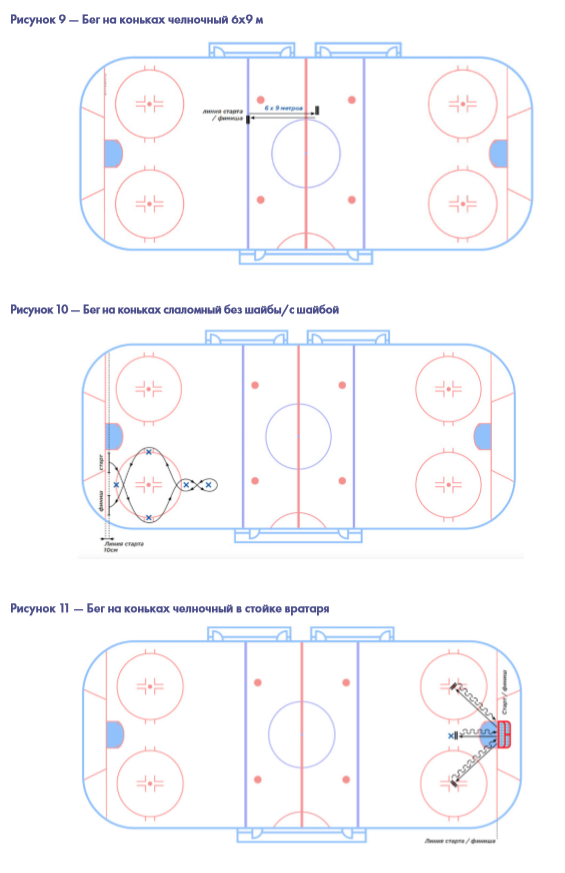 Рисунок 9 — Бег на коньках челночный 6х9 м
линия старта
/ финиша
6 х 9 метров
Рисунок 10 — Бег на коньках слаломный без шайбы/с шайбой
старт
финиш
Линия старта
10см
Рисунок 11 — Бег на коньках челночный в стойке вратаря
Старт / финиш
Линия старта / финиша